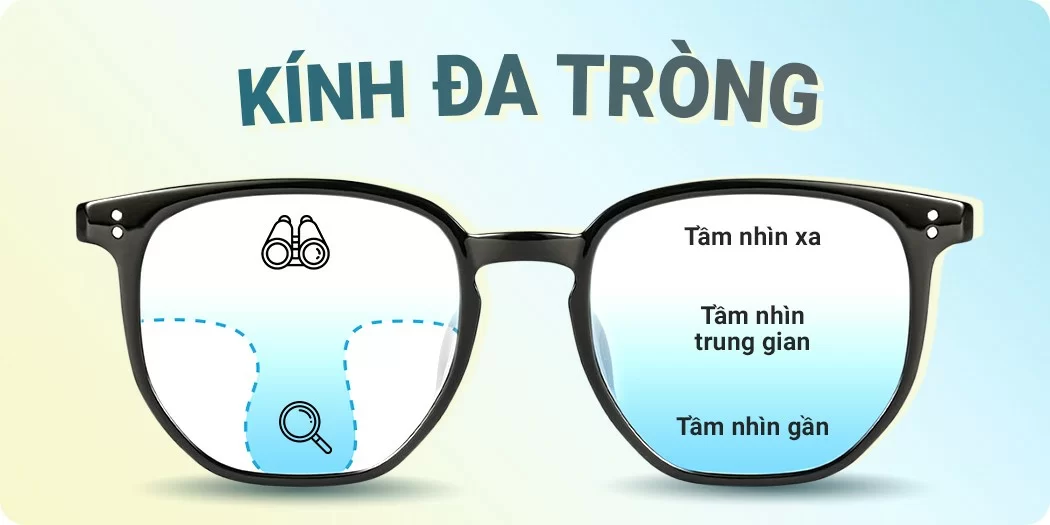 KÍNH ĐA TRÒNG
Tầm nhìn xa
Tầm nhìn
trung gian
Tầm nhìn gần